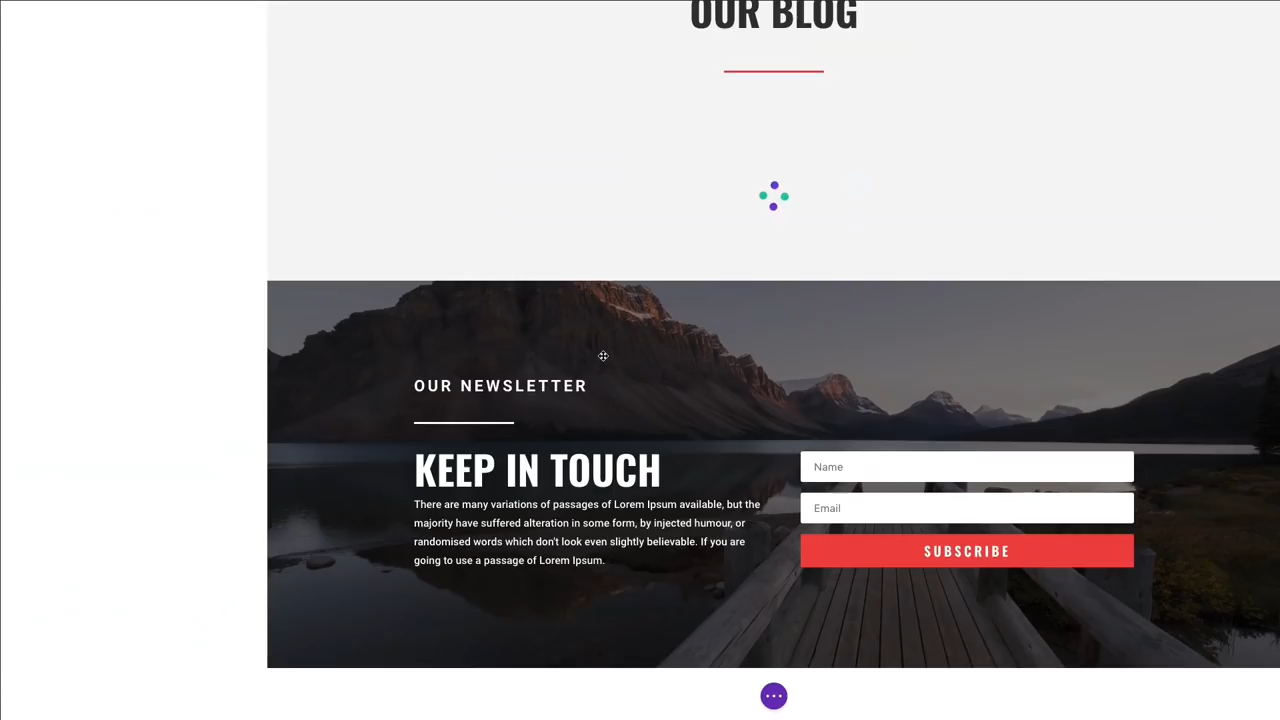 OUR BLOG
OUR NEWSLETTER
KEEP IN TOUCH
There are many variations of passages of Lorem Ipsum available, but the
majority have suffered alteration in some form, by injected humour, or
randomised words which don't look even slightly believable. If you are
going to use a passage of Lorem Ipsum.
Name
Email
SUBSCRIBE